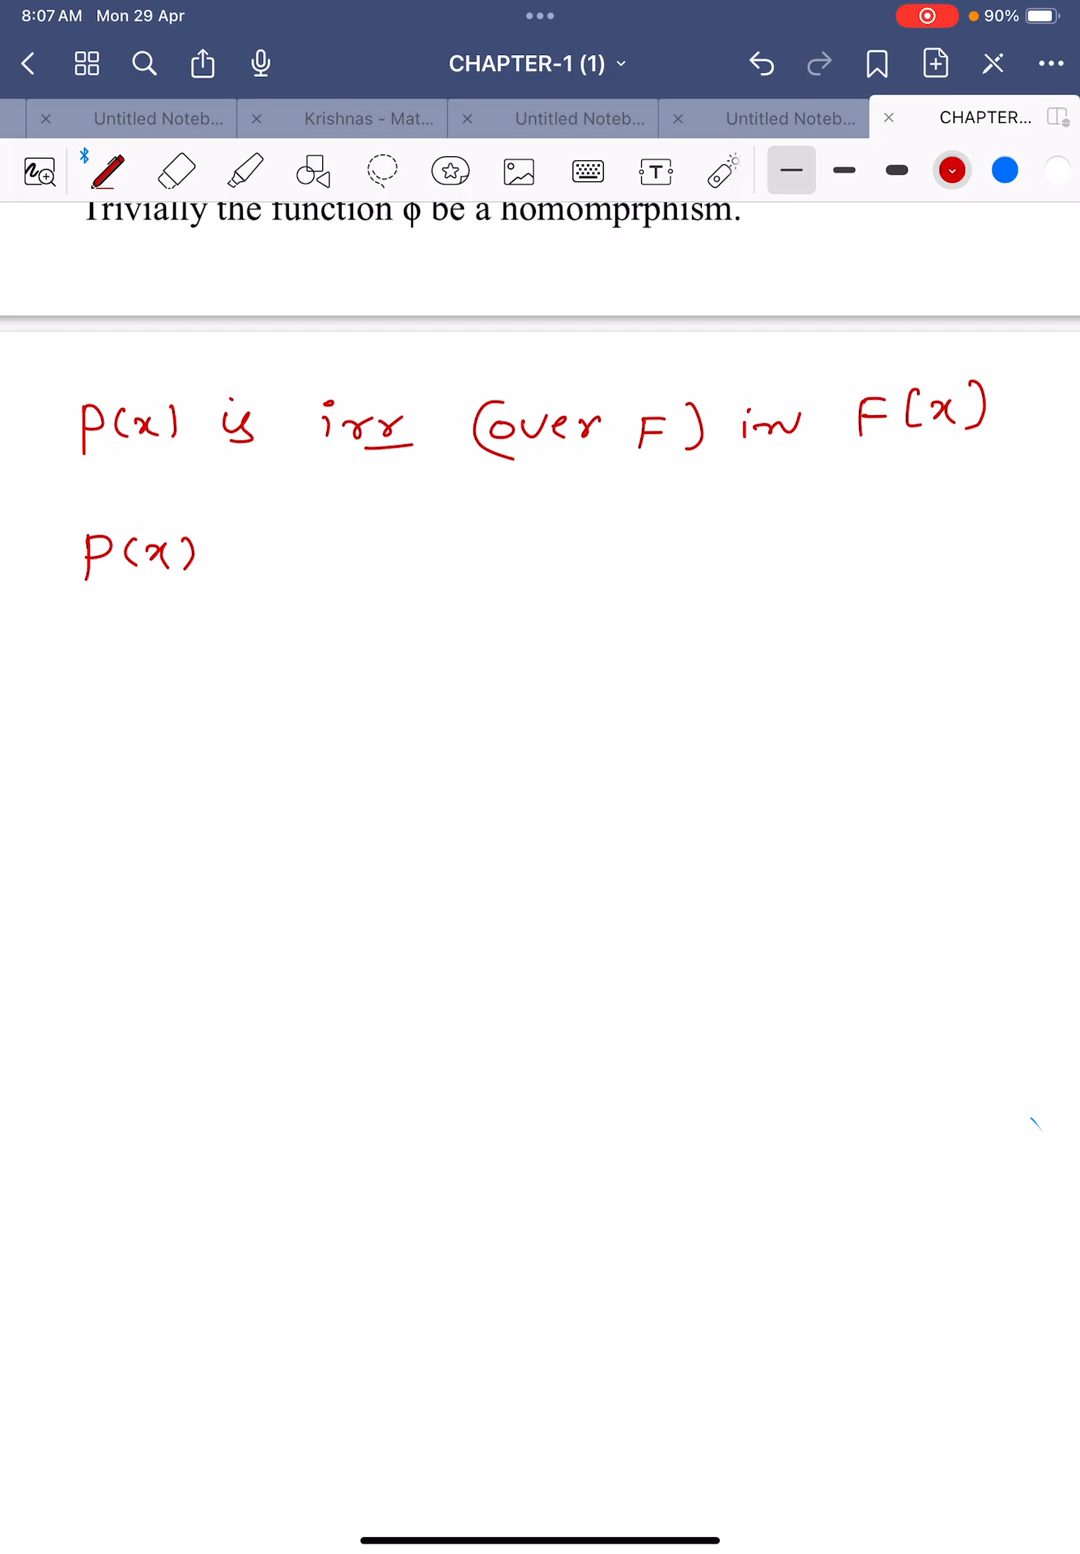 8:07 AM Mon 29 Apr
90%
CHAPTER-1 (1)
Untitled Noteb... Krishnas - Mat... Untitled Noteb... Untitled Noteb... CHAPTER...
T
Trivially the function ϕ be a homomprphism.
P(x) is irr (over F) in F[x]
P(x)